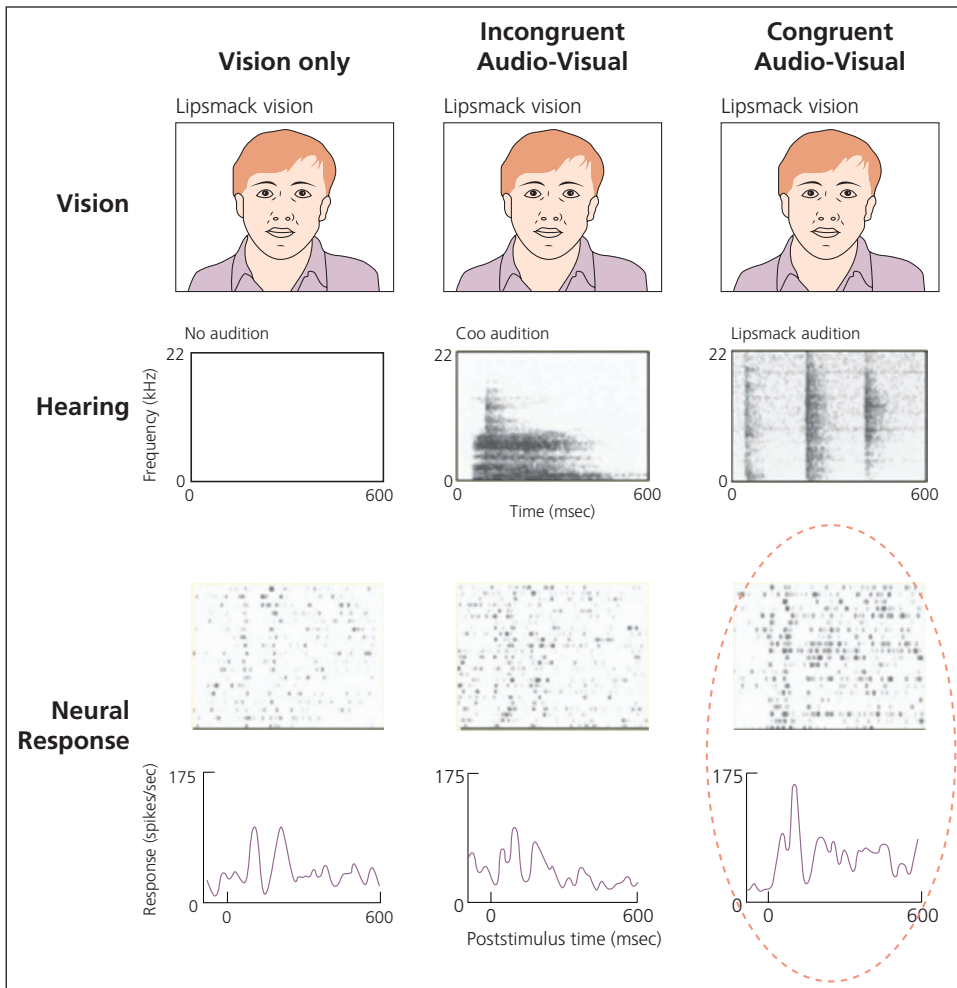 Vision only
Incongruent
Audio-Visual
Congruent
Audio-Visual
Lipsmack vision
Lipsmack vision
Lipsmack vision
Vision
No audition
Coo audition
Lipsmack audition
Hearing
Frequency (kHz)
22
0
0
600
22
0
0
600
Time (msec)
22
0
0
600
Neural
Response
Response (spikes/sec)
175
0
0
600
175
0
0
600
Poststimulus time (msec)
175
0
0
600